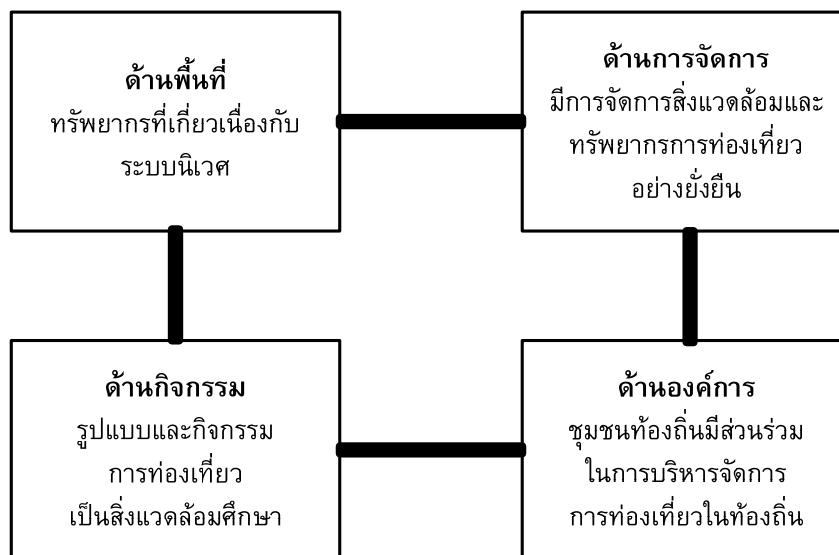 ด้านพื้นที่
ทรัพยากรที่เกี่ยวเนื่องกับ
ระบบนิเวศ
ด้านการจัดการ
มีการจัดการสิ่งแวดล้อมและ
ทรัพยากรการท่องเที่ยว
อย่างยั่งยืน
ด้านกิจกรรม
รูปแบบและกิจกรรม
การท่องเที่ยว
เป็นสิ่งแวดล้อมศึกษา
ด้านองค์การ
ชุมชนท้องถิ่นมีส่วนร่วม
ในการบริหารจัดการ
การท่องเที่ยวในท้องถิ่น